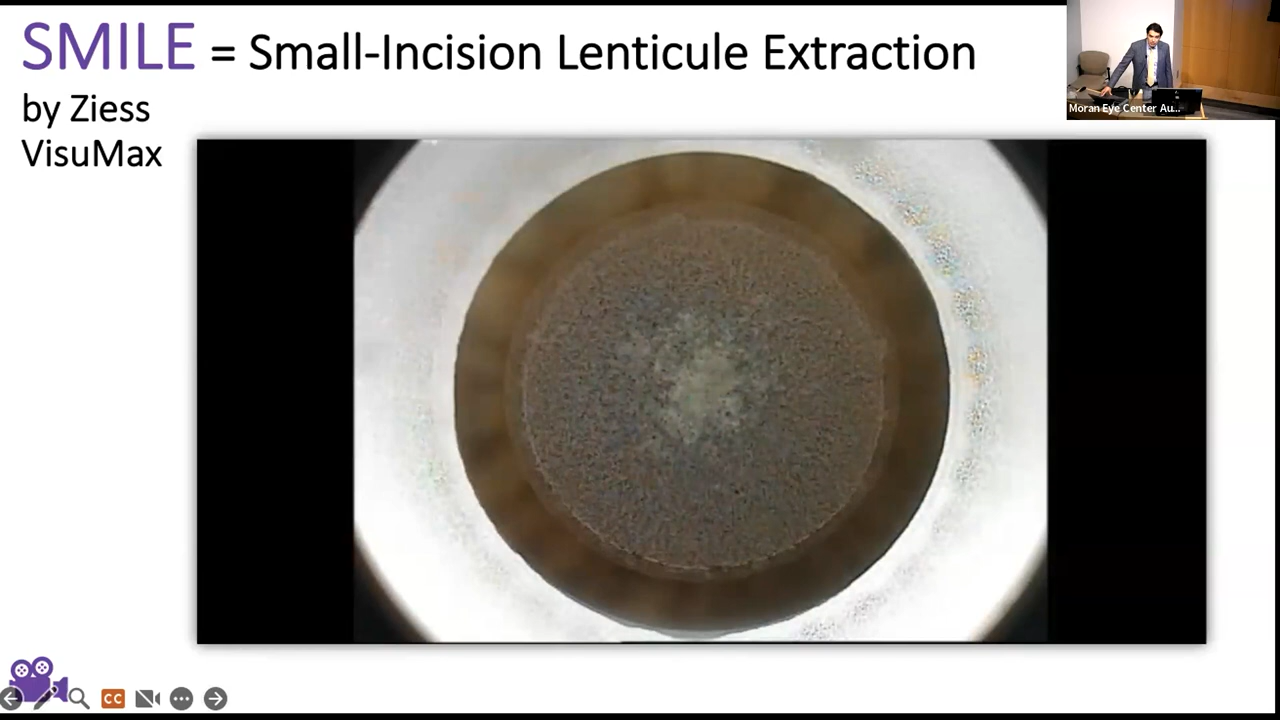 SMILE = Small-Incision Lenticule Extraction
by Ziess
VisuMax
Moran Eye Center Au...
CC